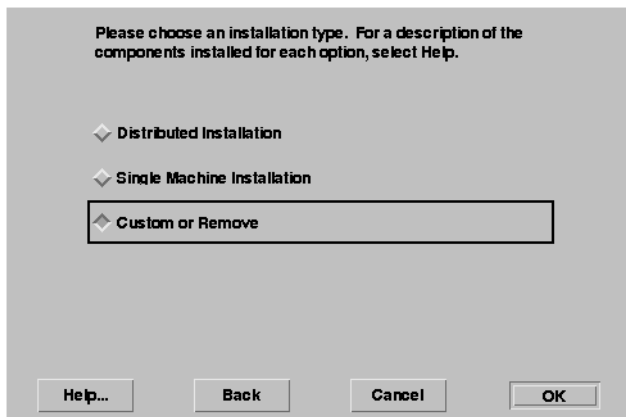 Please choose an installation type. For a description of the
components installed for each option, select Help.
Distributed Installation
Single Machine Installation
Custom or Remove
Help...
Back
Cancel
OK